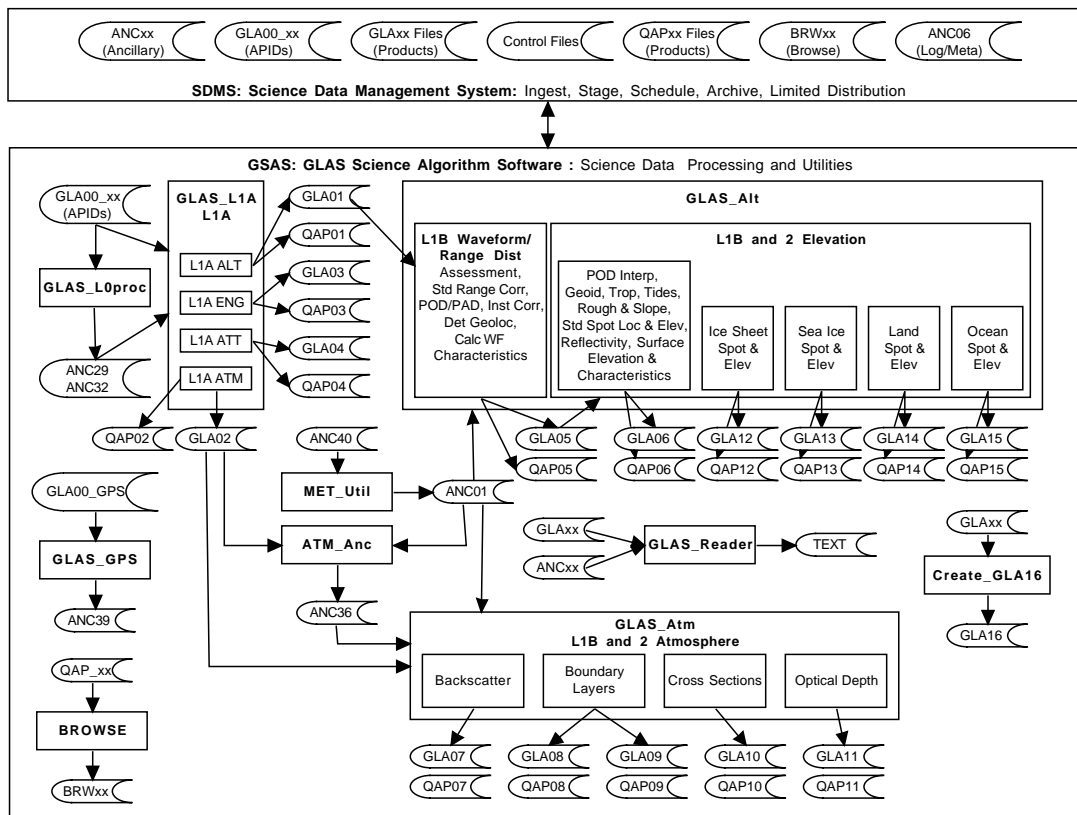 ANCxx
(Ancillary)
GLA00_xx
(APIDs)
GLAxx Files
(Products)
Control Files
QAPxx Files
(Products)
BRWxx
(Browse)
ANC06
(Log/Meta)
SDMS: Science Data Management System: Ingest, Stage, Schedule, Archive, Limited Distribution
GSAS: GLAS Science Algorithm Software : Science Data Processing and Utilities
GLA00_xx
(APIDs)
GLAS_L0proc
ANC29
ANC32
GLAS_L1A
L1A
L1A ALT
L1A ENG
L1A ATT
L1A ATM
GLA01
QAP01
GLA03
QAP03
GLA04
QAP04
QAP02
GLA02
GLAS_Alt
L1B Waveform/
Range Dist
Assessment,
Std Range Corr,
POD/PAD, Inst Corr,
Det Geoloc,
Calc WF
Characteristics
L1B and 2 Elevation
POD Interp,
Geoid, Trop, Tides,
Rough & Slope,
Std Spot Loc & Elev,
Reflectivity, Surface
Elevation &
Characteristics
Ice Sheet
Spot &
Elev
Sea Ice
Spot &
Elev
Land
Spot &
Elev
Ocean
Spot &
Elev
GLA05
QAP05
GLA06
QAP06
GLA12
QAP12
GLA13
QAP13
GLA14
QAP14
GLA15
QAP15
ANC40
MET_Util
ANC01
ATM_Anc
ANC36
GLA00_GPS
GLAS_GPS
ANC39
QAP_xx
BROWSE
BRWxx
GLAxx
ANCxx
GLAS_Reader
TEXT
GLAxx
Create_GLA16
GLA16
GLAS_Atm
L1B and 2 Atmosphere
Backscatter
Boundary
Layers
Cross Sections
Optical Depth
GLA07
QAP07
GLA08
QAP08
GLA09
QAP09
GLA10
QAP10
GLA11
QAP11